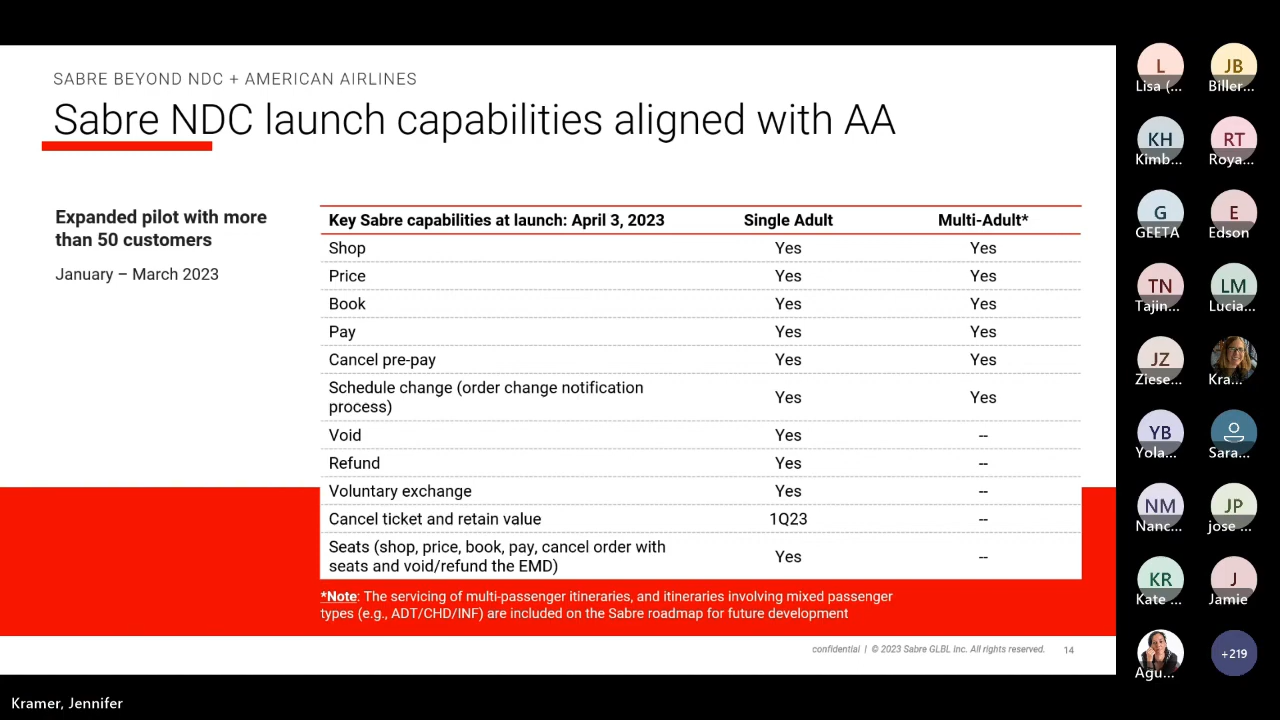 SABRE BEYOND NDC + AMERICAN AIRLINES
Sabre NDC launch capabilities aligned with AA
Expanded pilot with more
than 50 customers
January – March 2023
Key Sabre capabilities at launch: April 3, 2023 Single Adult Multi-Adult*
Shop Yes Yes
Price Yes Yes
Book Yes Yes
Pay Yes Yes
Cancel pre-pay Yes Yes
Schedule change (order change notification
process) Yes Yes
Void Yes --
Refund Yes --
Voluntary exchange Yes --
Cancel ticket and retain value 1Q23 --
Seats (shop, price, book, pay, cancel order with
seats and void/refund the EMD) Yes --
*Note: The servicing of multi-passenger itineraries, and itineraries involving mixed passenger
types (e.g., ADT/CHD/INF) are included on the Sabre roadmap for future development
confidential | © 2023 Sabre GLBL Inc. All rights reserved. 14
L JB
Lisa (... Biller...
KH RT
Kimb... Roya...
G E
GEETA Edson
TN LM
Tajin... Lucia...
JZ
Ziese... Kra...
YB
Yola... Sara...
NM JP
Nanc... jose ...
KR J
Kate ... Jamie
+219
Agu...
Kramer, Jennifer